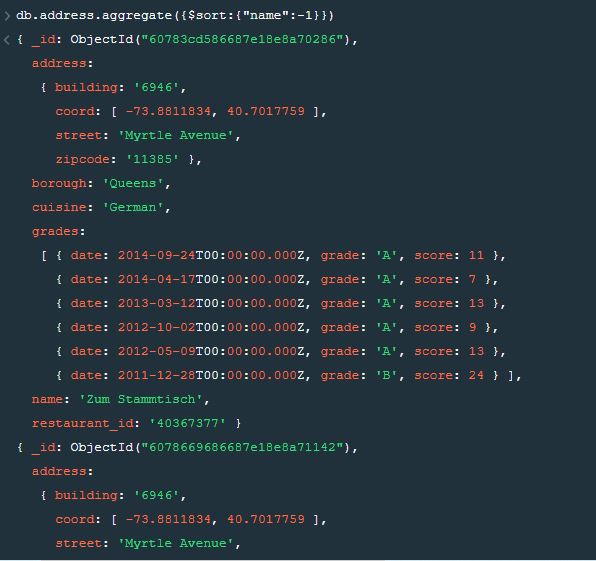 > db.address.aggregate({$sort:{"name":-1}})
< { _id: ObjectId("60783cd586687e18e8a70286"),
address:
{ building: '6946',
coord: [ -73.8811834, 40.7017759 ],
street: 'Myrtle Avenue',
zipcode: '11385' },
borough: 'Queens',
cuisine: 'German',
grades:
[ { date: 2014-09-24T00:00:00.000Z, grade: 'A', score: 11 },
{ date: 2014-04-17T00:00:00.000Z, grade: 'A', score: 7 },
{ date: 2013-03-12T00:00:00.000Z, grade: 'A', score: 13 },
{ date: 2012-10-02T00:00:00.000Z, grade: 'A', score: 9 },
{ date: 2012-05-09T00:00:00.000Z, grade: 'A', score: 13 },
{ date: 2011-12-28T00:00:00.000Z, grade: 'B', score: 24 } ],
name: 'Zum Stammtisch',
restaurant_id: '40367377' }
{ _id: ObjectId("6078669686687e18e8a71142"),
address:
{ building: '6946',
coord: [ -73.8811834, 40.7017759 ],
street: 'Myrtle Avenue',